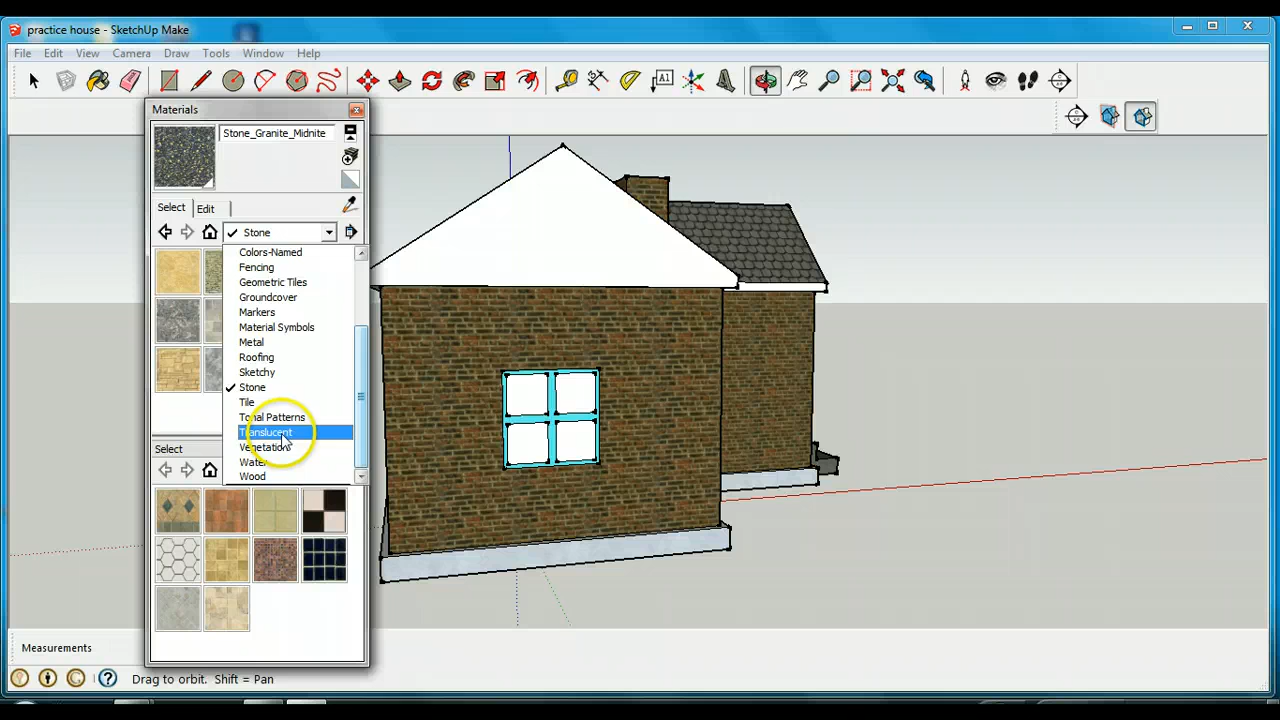 practice house - SketchUp Make
File Edit View Camera Draw Tools Window Help
A1
Materials
Stone_Granite_Midnite
Select Edit
Stone
Colors-Named
Fencing
Geometric Tiles
Groundcover
Markers
Material Symbols
Metal
Roofing
Sketchy
Stone
Tile
Tonal Patterns
Translucent
Vegetation
Water
Wood
Select
Measurements
Drag to orbit. Shift = Pan